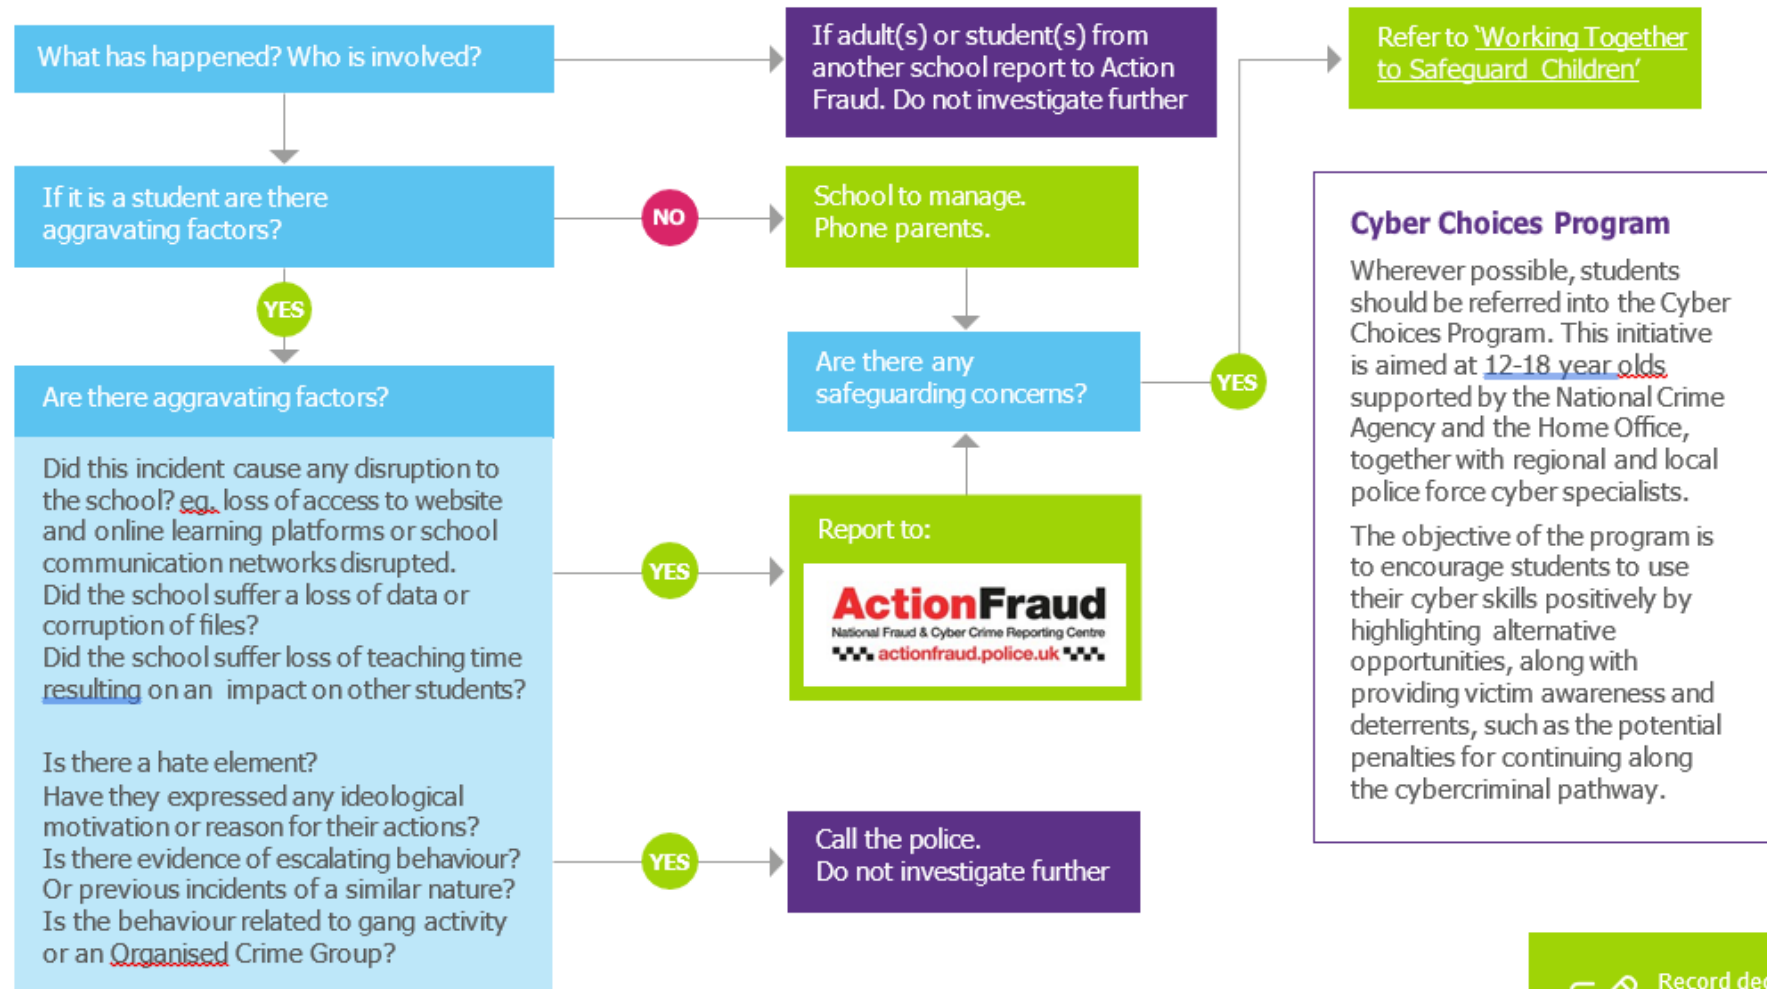 What has happened? Who is involved?
If adult(s) or student(s) from
another school report to Action
Fraud. Do not investigate further
Refer to ‘Working Together
to Safeguard Children’
If it is a student are there
aggravating factors?
NO
School to manage.
Phone parents.
YES
Are there any
safeguarding concerns?
YES
Are there aggravating factors?
Did this incident cause any disruption to
the school? eg. loss of access to website
and online learning platforms or school
communication networks disrupted.
Did the school suffer a loss of data or
corruption of files?
Did the school suffer loss of teaching time
resulting on an impact on other students?
YES
Report to:
ActionFraud
National Fraud & Cyber Crime Reporting Centre
actionfraud.police.uk
Is there a hate element?
Have they expressed any ideological
motivation or reason for their actions?
Is there evidence of escalating behaviour?
Or previous incidents of a similar nature?
Is the behaviour related to gang activity
or an Organised Crime Group?
YES
Call the police.
Do not investigate further
Cyber Choices Program
Wherever possible, students
should be referred into the Cyber
Choices Program. This initiative
is aimed at 12-18 year olds
supported by the National Crime
Agency and the Home Office,
together with regional and local
police force cyber specialists.
The objective of the program is
to encourage students to use
their cyber skills positively by
highlighting alternative
opportunities, along with
providing victim awareness and
deterrents, such as the potential
penalties for continuing along
the cybercriminal pathway.
Record